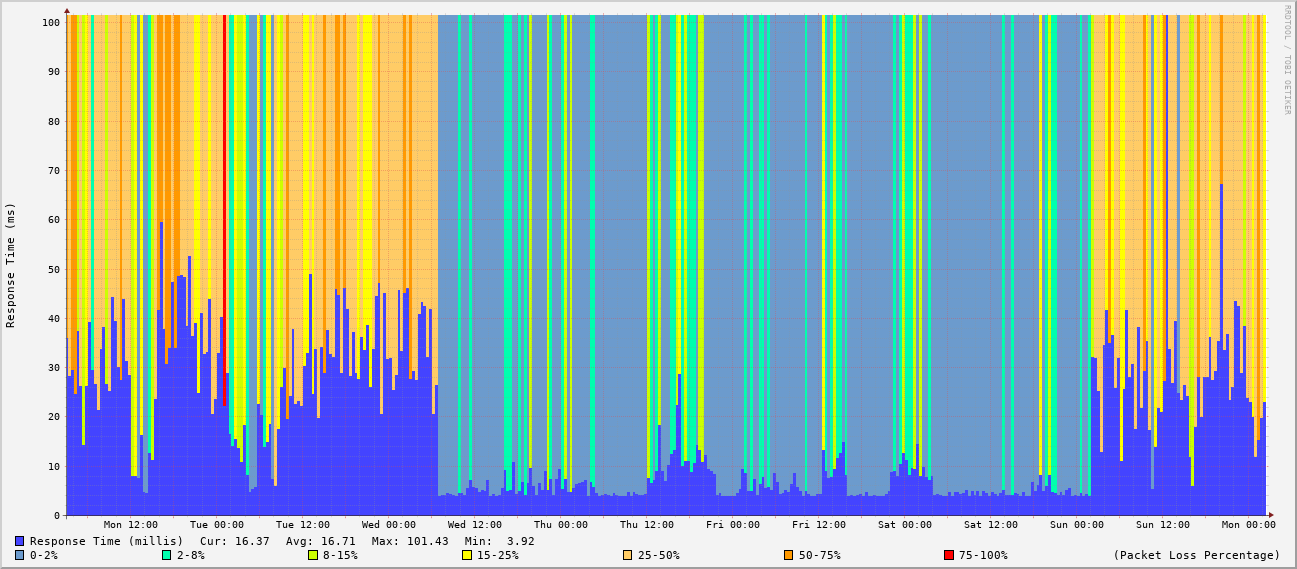 RRDTOOL / TOBI OETIKER
Response Time (ms)
100
90
80
70
60
50
40
30
20
10
0
Mon 12:00 Tue 00:00 Tue 12:00 Wed 00:00 Wed 12:00 Thu 00:00 Thu 12:00 Fri 00:00 Fri 12:00 Sat 00:00 Sat 12:00 Sun 00:00 Sun 12:00 Mon 00:00
Response Time (millis) Cur: 16.37 Avg: 16.71 Max: 101.43 Min: 3.92
0-2% 2-8% 8-15% 15-25% 25-50% 50-75% 75-100% (Packet Loss Percentage)